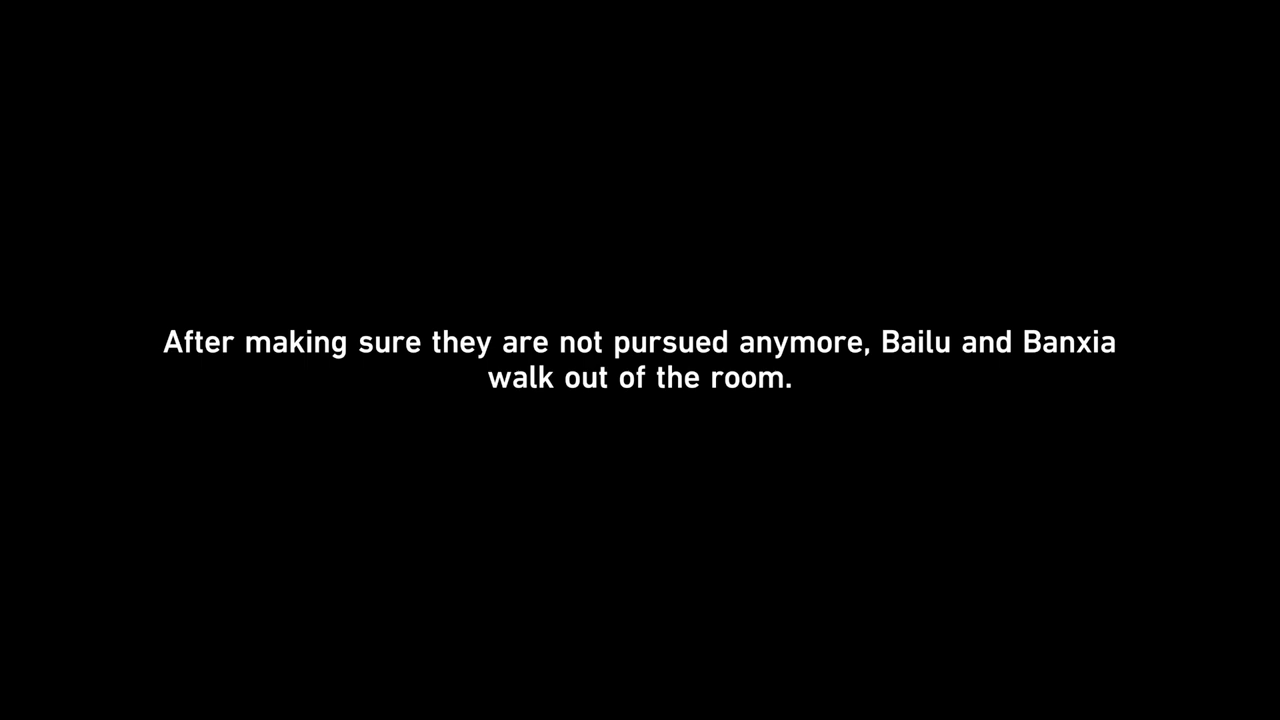 After making sure they are not pursued anymore, Bailu and Banxia
walk out of the room.